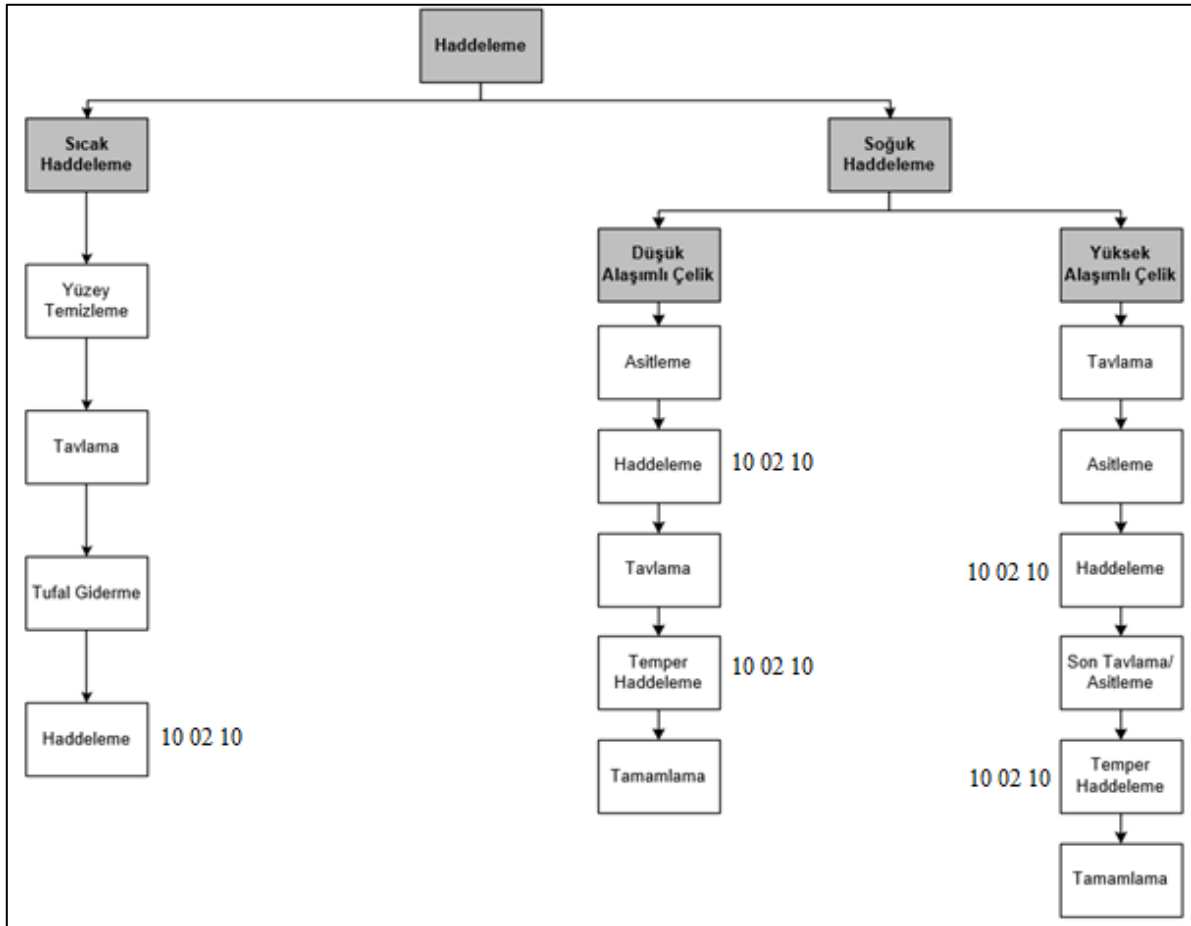 Haddeleme
Sıcak
Haddeleme
Yüzey
Temizleme
Tavlama
Tufal Giderme
Haddeleme
10 02 10
Soğuk
Haddeleme
Düşük
Alaşımlı Çelik
Asitleme
Haddeleme
10 02 10
Tavlama
Temper
Haddeleme
10 02 10
Tamamlama
Yüksek
Alaşımlı Çelik
Tavlama
Asitleme
10 02 10
Haddeleme
Son Tavlama/
Asitleme
10 02 10
Temper
Haddeleme
Tamamlama